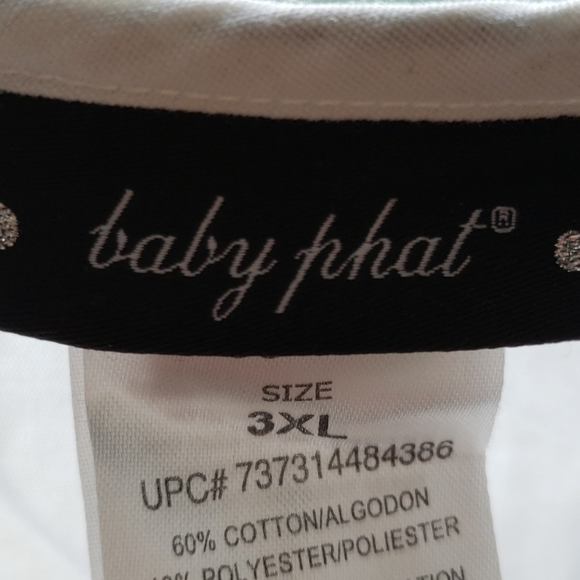 baby phat®
SIZE
3XL
UPC# 737314484386
60% COTTON/ALGODON
POLYESTER/POLIESTER